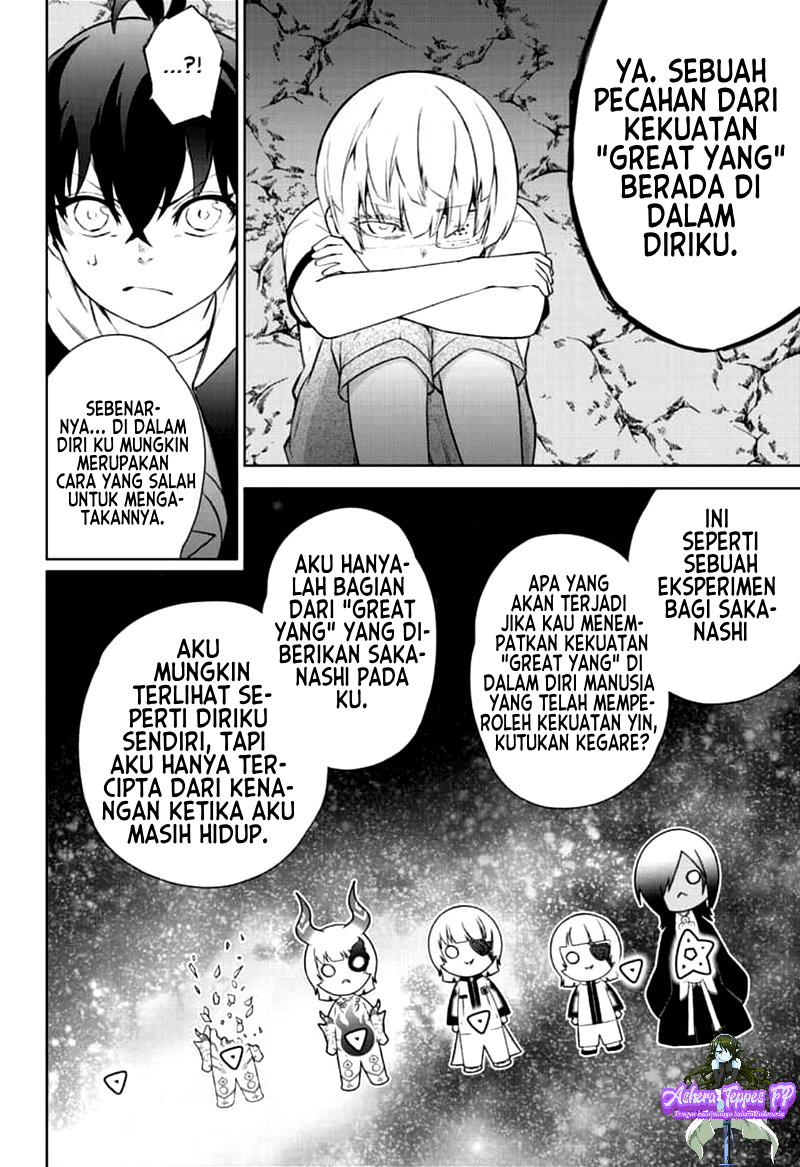 YA. SEBUAH
PECAHAN DARI
KEKUATAN
"GREAT YANG"
BERADA DI
DALAM
DIRIKU.
...?!
SEBENAR-
NYA... DI DALAM
DIRI KU MUNGKIN
MERUPAKAN
CARA YANG SALAH
UNTUK MENGA-
TAKANNYA.
INI
SEPERTI
SEBUAH
EKSPERIMEN
BAGI SAKA-
NASHI
APA YANG
AKAN TERJADI
JIKA KAU MENEM-
PATKAN KEKUATAN
"GREAT YANG" DI
DALAM DIRI MANUSIA
YANG TELAH MEMPE-
ROLEH KEKUATAN YIN,
KUTUKAN KEGARE?
AKU HANYA-
LAH BAGIAN
DARI "GREAT
YANG" YANG DI-
BERIKAN SAKA-
NASHI PADA
KU.
AKU
MUNGKIN
TERLIHAT SE-
PERTI DIRIKU
SENDIRI, TAPI
AKU HANYA TER-
CIPTA DARI KENA-
NGAN KETIKA AKU
MASIH HIDUP.
Ashera Teppes FP